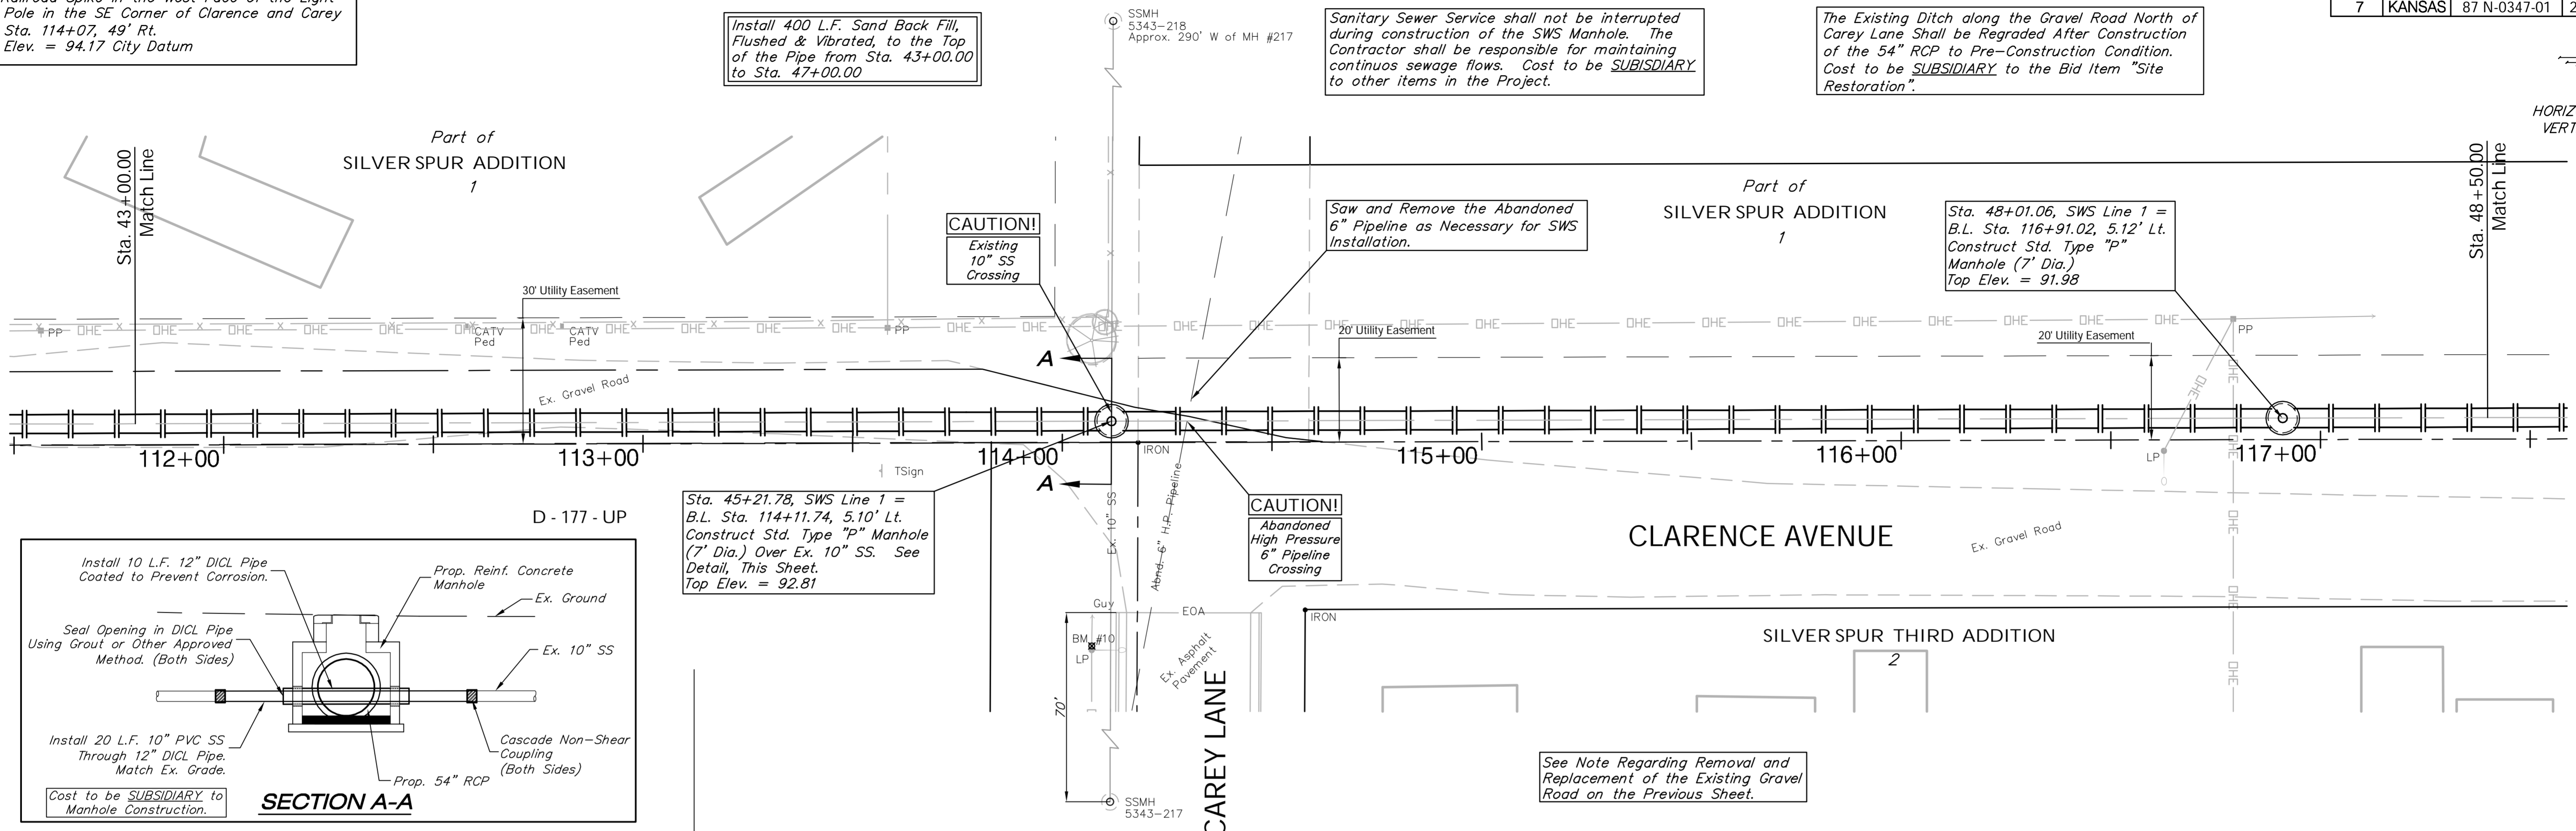 Pole in the SE Corner of Clarence and Carey
Sta. 114+07, 49' Rt.
Elev. = 94.17 City Datum
Install 400 L.F. Sand Back Fill,
Flushed & Vibrated, to the Top
of the Pipe from Sta. 43+00.00
to Sta. 47+00.00
SSMH
5343-218
Approx. 290' W of MH #217
Sanitary Sewer Service shall not be interrupted
during construction of the SWS Manhole. The
Contractor shall be responsible for maintaining
continuos sewage flows. Cost to be SUBISDIARY
to other items in the Project.
The Existing Ditch along the Gravel Road North of
Carey Lane Shall be Regraded After Construction
of the 54" RCP to Pre-Construction Condition.
Cost to be SUBSIDIARY to the Bid Item "Site
Restoration".
7 KANSAS 87 N-0347-01
Sta. 43+00.00
Match Line
Part of
SILVER SPUR ADDITION
1
CAUTION!
Existing
10" SS
Crossing
Saw and Remove the Abandoned
6" Pipeline as Necessary for SWS
Installation.
Part of
SILVER SPUR ADDITION
1
Sta. 48+01.06, SWS Line 1 =
B.L. Sta. 116+91.02, 5.12' Lt.
Construct Std. Type "P"
Manhole (7' Dia.)
Top Elev. = 91.98
Sta. 48+50.00
Match Line
30' Utility Easement
20' Utility Easement
20' Utility Easement
PP
OHE
CATV
Ped
CATV
Ped
PP
OHE
PP
OHE
Ex. Gravel Road
A
A
112+00
113+00
114+00
115+00
116+00
117+00
TSign
IRON
LP
Sta. 45+21.78, SWS Line 1 =
B.L. Sta. 114+11.74, 5.10' Lt.
Construct Std. Type "P" Manhole
(7' Dia.) Over Ex. 10" SS. See
Detail, This Sheet.
Top Elev. = 92.81
Ex. 10" SS
Abnd. 6" H.P. Pipeline
CAUTION!
Abandoned
High Pressure
6" Pipeline
Crossing
CLARENCE AVENUE
Ex. Gravel Road
D - 177 - UP
Install 10 L.F. 12" DICL Pipe
Coated to Prevent Corrosion.
Prop. Reinf. Concrete
Manhole
Ex. Ground
Seal Opening in DICL Pipe
Using Grout or Other Approved
Method. (Both Sides)
Ex. 10" SS
Install 20 L.F. 10" PVC SS
Through 12" DICL Pipe.
Match Ex. Grade.
Cascade Non-Shear
Coupling
(Both Sides)
Prop. 54" RCP
Cost to be SUBSIDIARY to
Manhole Construction.
SECTION A-A
Guy
EOA
BM #10
LP
Ex. Asphalt
Pavement
70'
CAREY LANE
SSMH
5343-217
IRON
SILVER SPUR THIRD ADDITION
2
See Note Regarding Removal and
Replacement of the Existing Gravel
Road on the Previous Sheet.